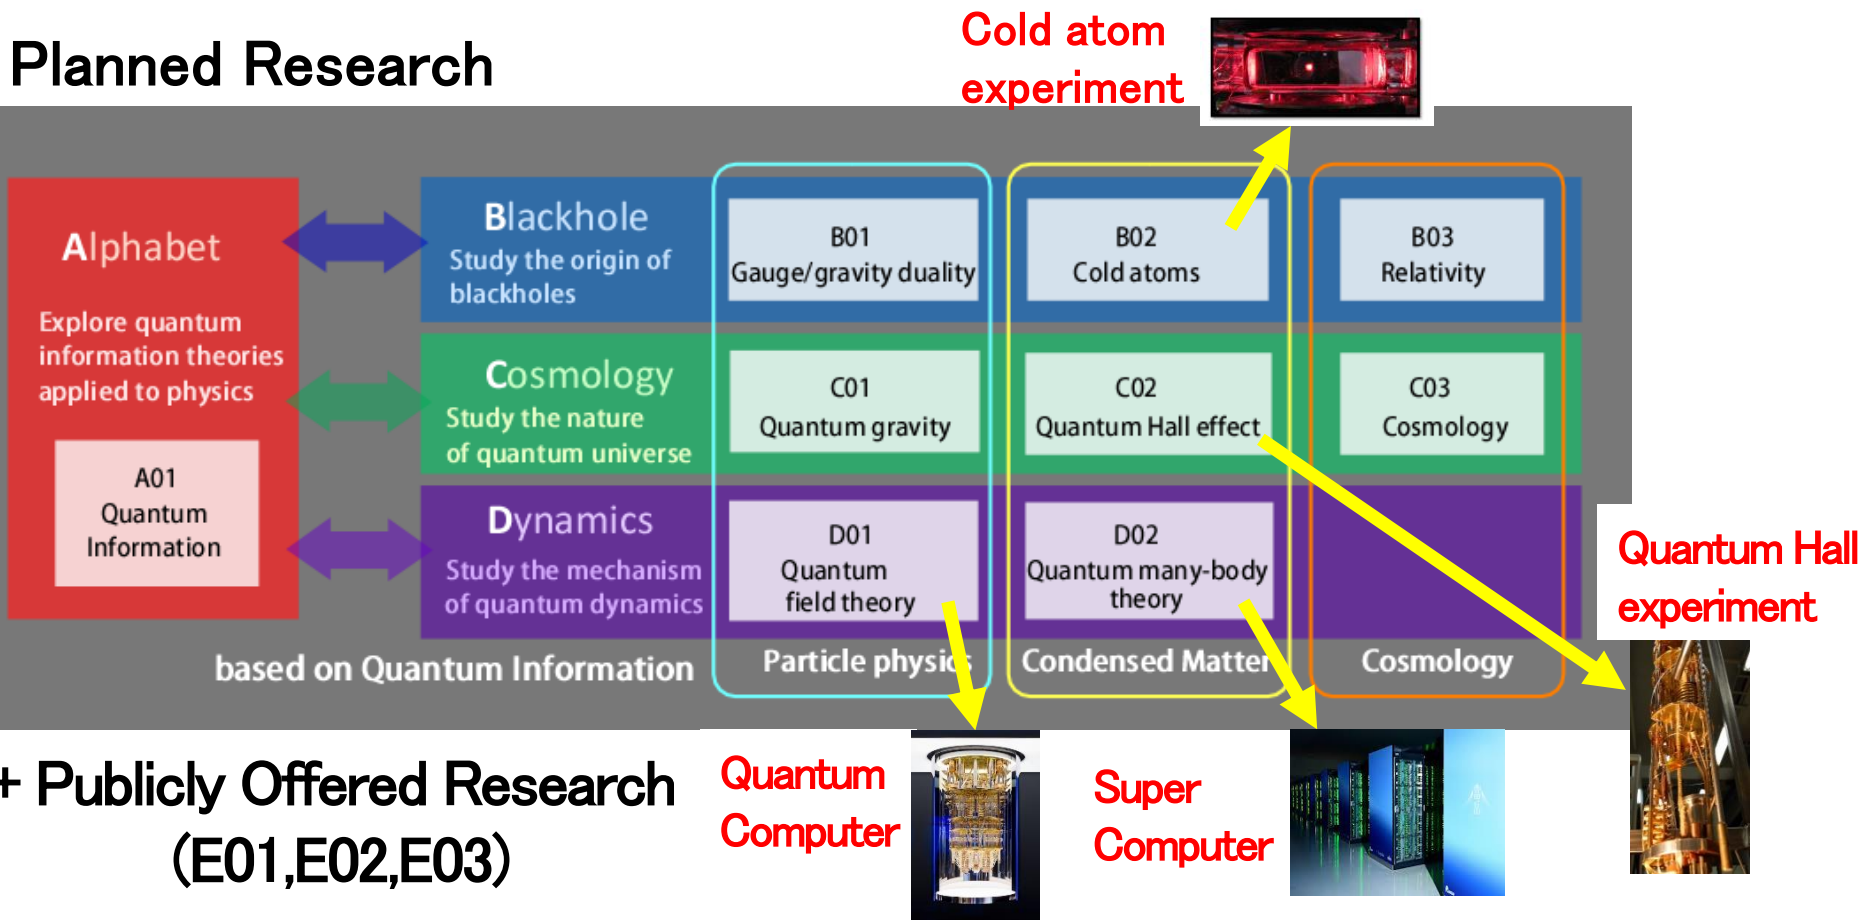 Planned Research
Cold atom
experiment
Alphabet
Explore quantum
information theories
applied to physics
A01
Quantum
Information
Blackhole
Study the origin of
blackholes
B01
Gauge/gravity duality
B02
Cold atoms
B03
Relativity
Cosmology
Study the nature
of quantum universe
C01
Quantum gravity
C02
Quantum Hall effect
C03
Cosmology
Dynamics
Study the mechanism
of quantum dynamics
D01
Quantum
field theory
D02
Quantum many-body
theory
based on Quantum Information
Particle physics
Condensed Matter
Cosmology
Quantum Hall
experiment
+ Publicly Offered Research
(E01,E02,E03)
Quantum
Computer
Super
Computer